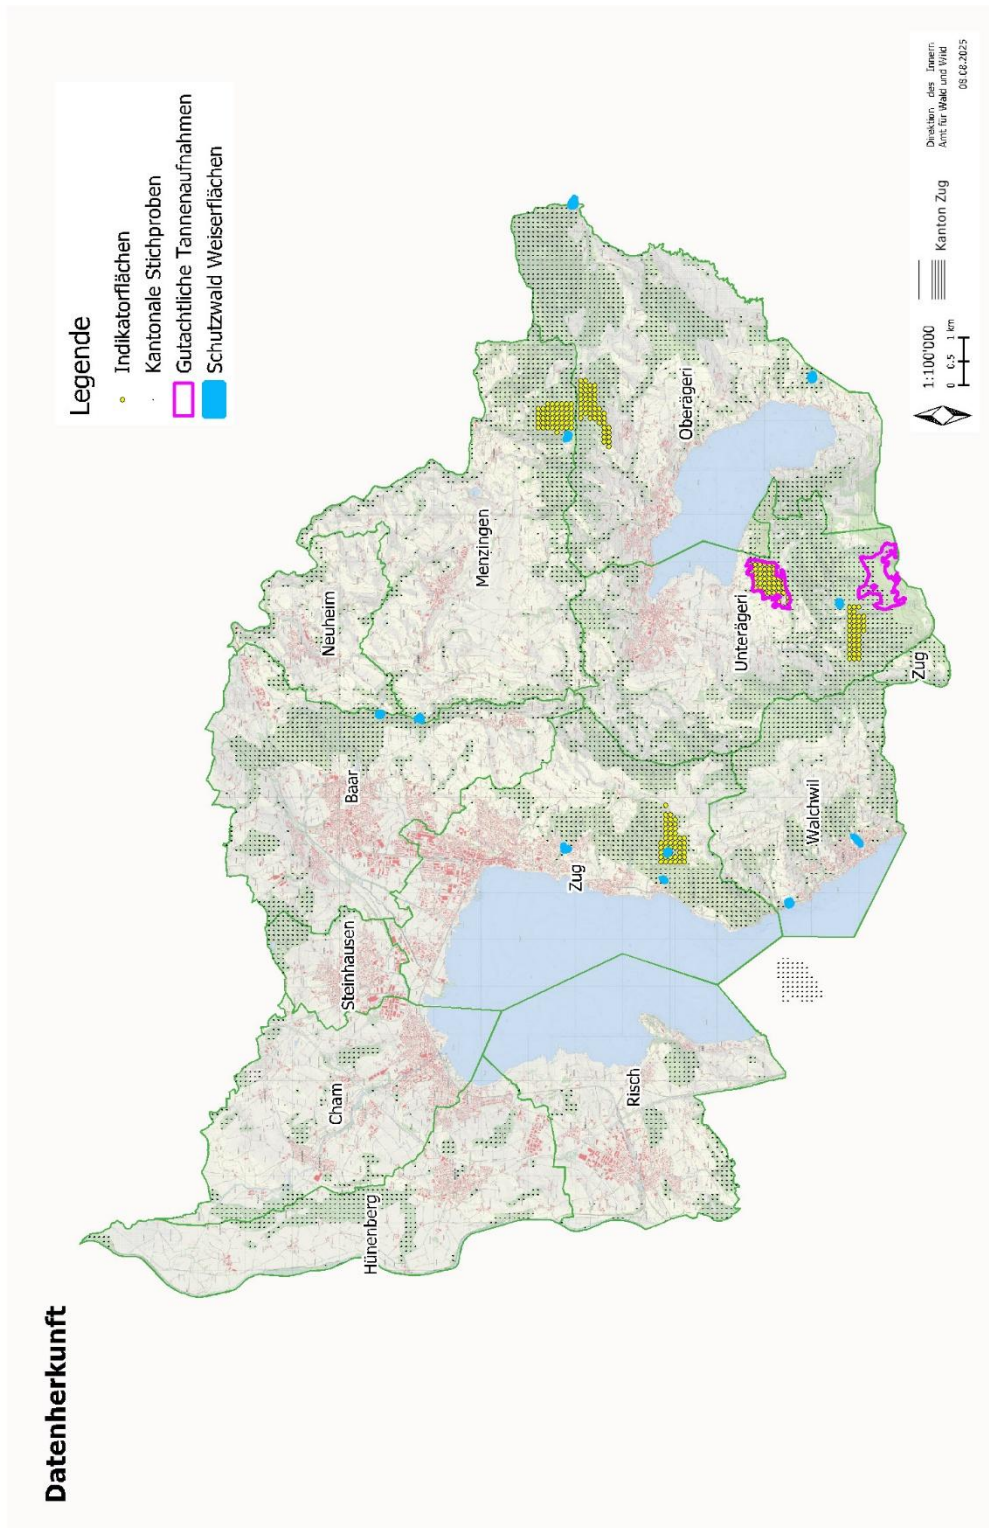 Datenherkunft
Legende
Indikatorflächen
Kantonale Stichproben
Gutachtliche Tannenaufnahmen
Schutzwald Weiserflächen
Hünenberg
Cham
Steinhausen
Baar
Neuheim
Menzingen
Risch
Zug
Walchwil
Unterägeri
Oberägeri
Zug
1:100'000
0 0.5 1 km
Kanton Zug
Direktion des Innern
Amt für Wald und Wild
08.08.2025